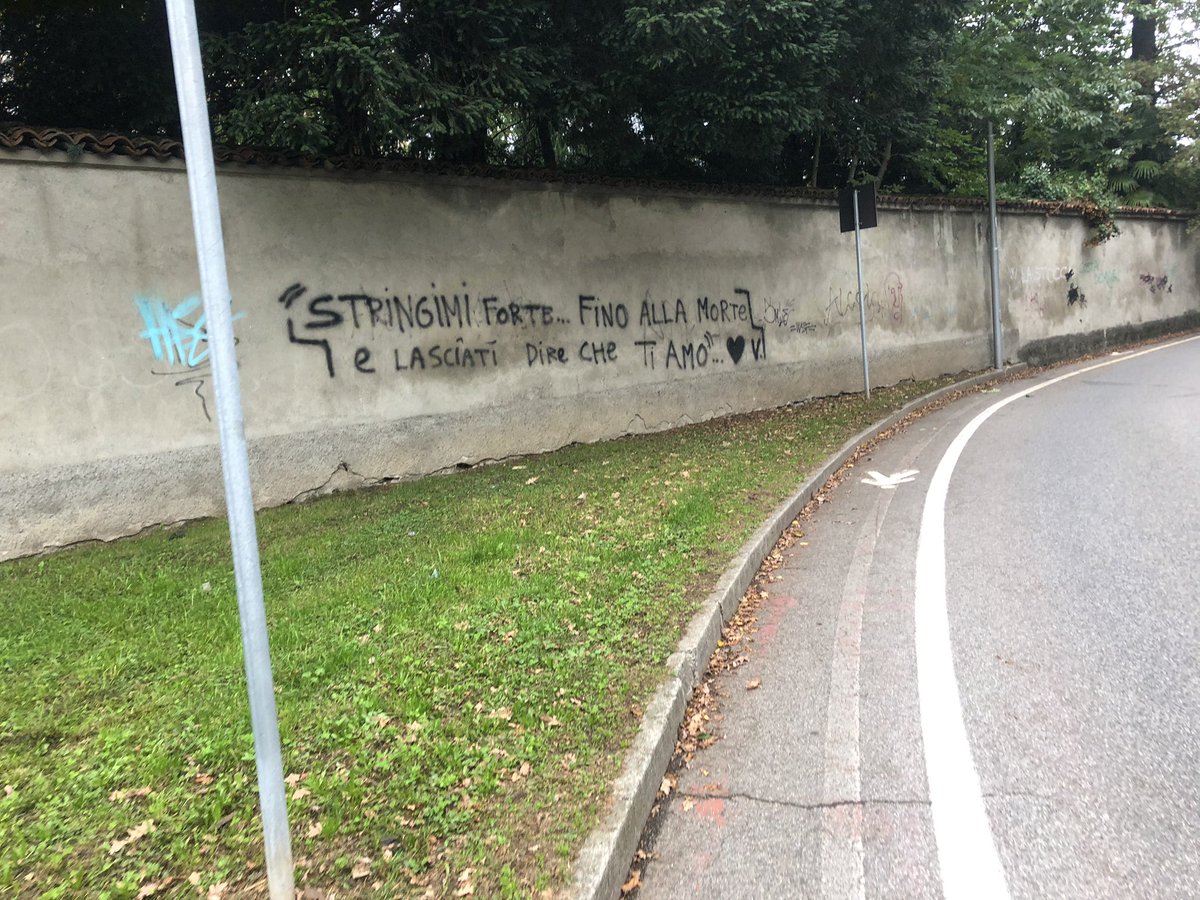 "STRINGIMI FORTE... FINO ALLA MORTE
e LASCIATI DIRE CHE TI AMO"... ♥ V.